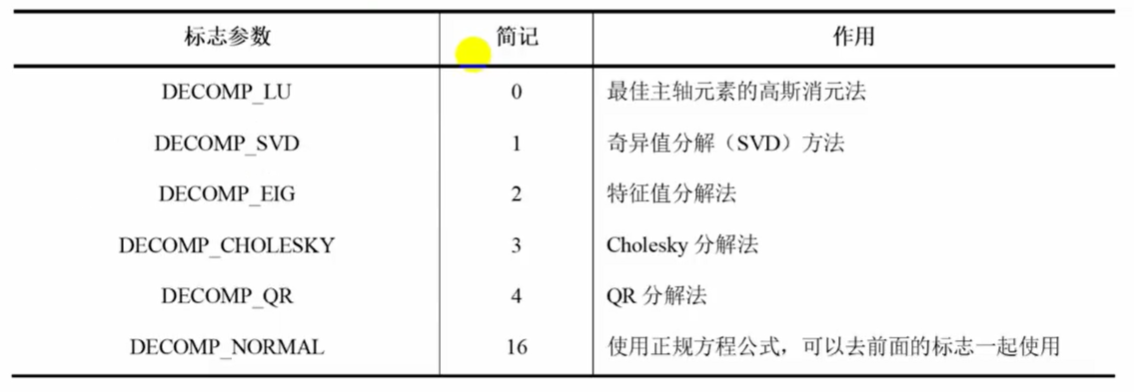 标志参数 简记 作用
DECOMP_LU 0 最佳主轴元素的高斯消元法
DECOMP_SVD 1 奇异值分解（SVD）方法
DECOMP_EIG 2 特征值分解法
DECOMP_CHOLESKY 3 Cholesky 分解法
DECOMP_QR 4 QR 分解法
DECOMP_NORMAL 16 使用正规方程公式，可以去前面的标志一起使用